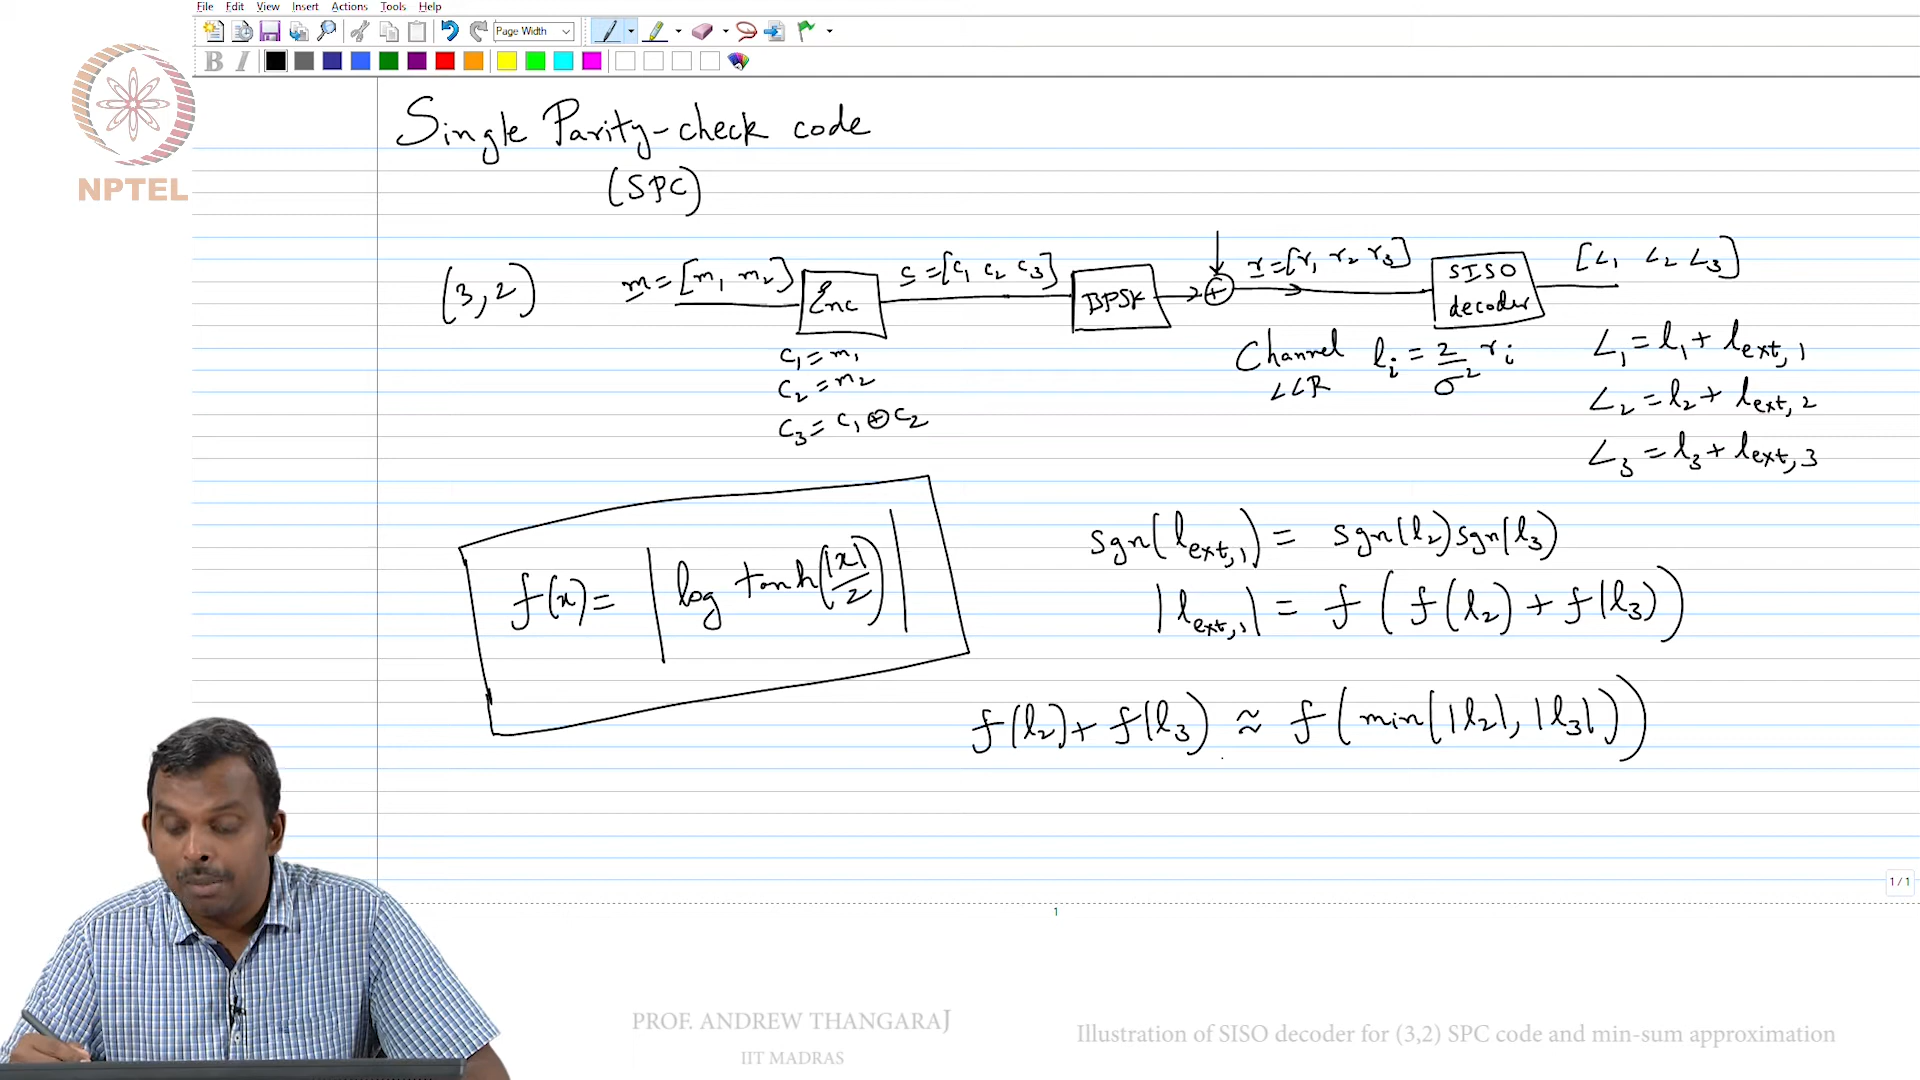 File Edit View Insert Actions Tools Help
Page Width
B I
NPTEL
Single Parity-check code
(SPC)
(3,2)
m = [m₁ m₂]
Enc
c = [c₁ c₂ c₃]
BPSK
+
r = [r₁ r₂ r₃]
SISO decoder
[L₁ L₂ L₃]
c₁ = m₁
c₂ = m₂
c₃ = c₁ ⊕ c₂
Channel LLR lᵢ = 2/σ² rᵢ
L₁ = l₁ + l_ext,1
L₂ = l₂ + l_ext,2
L₃ = l₃ + l_ext,3
f(x) = | log tanh(|x|/2) |
sgn(l_ext,1) = sgn(l₂) sgn(l₃)
|l_ext,1| = f( f(l₂) + f(l₃) )
f(l₂) + f(l₃) ≈ f( min(|l₂|, |l₃|) )
1 / 1
1
PROF. ANDREW THANGARAJ
IIT MADRAS
Illustration of SISO decoder for (3,2) SPC code and min-sum approximation